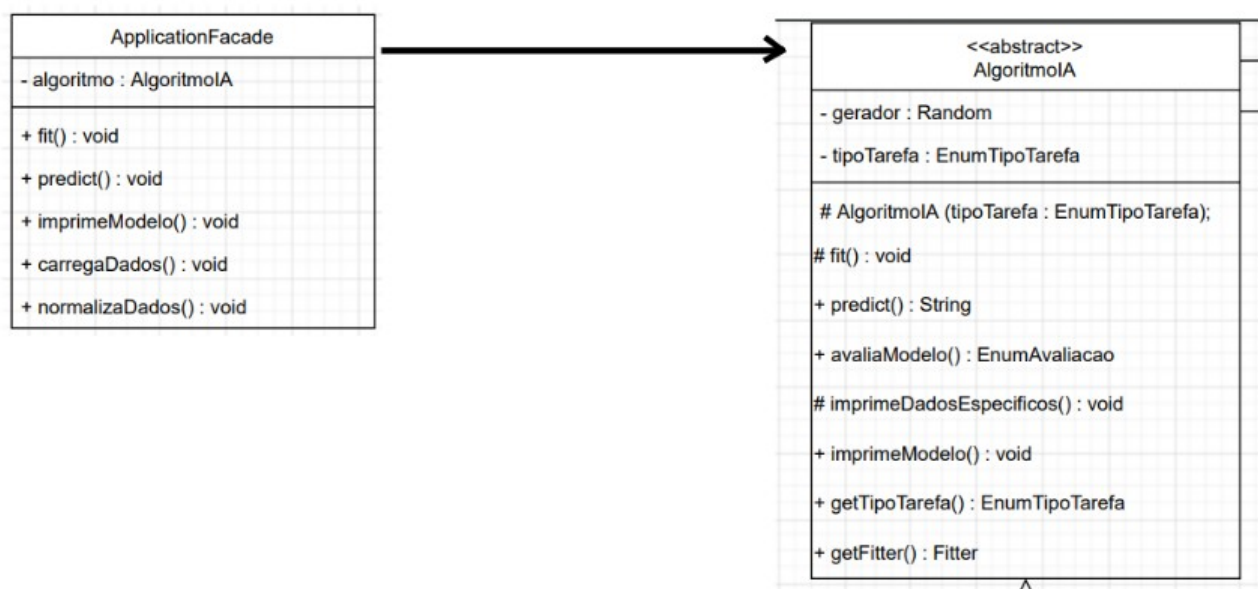 ApplicationFacade
- algoritmo : AlgoritmoIA
+ fit() : void
+ predict() : void
+ imprimeModelo() : void
+ carregaDados() : void
+ normalizaDados() : void
<<abstract>>
AlgoritmoIA
- gerador : Random
- tipoTarefa : EnumTipoTarefa
# AlgoritmoIA (tipoTarefa : EnumTipoTarefa);
# fit() : void
+ predict() : String
+ avaliaModelo() : EnumAvaliacao
# imprimeDadosEspecificos() : void
+ imprimeModelo() : void
+ getTipoTarefa() : EnumTipoTarefa
+ getFitter() : Fitter